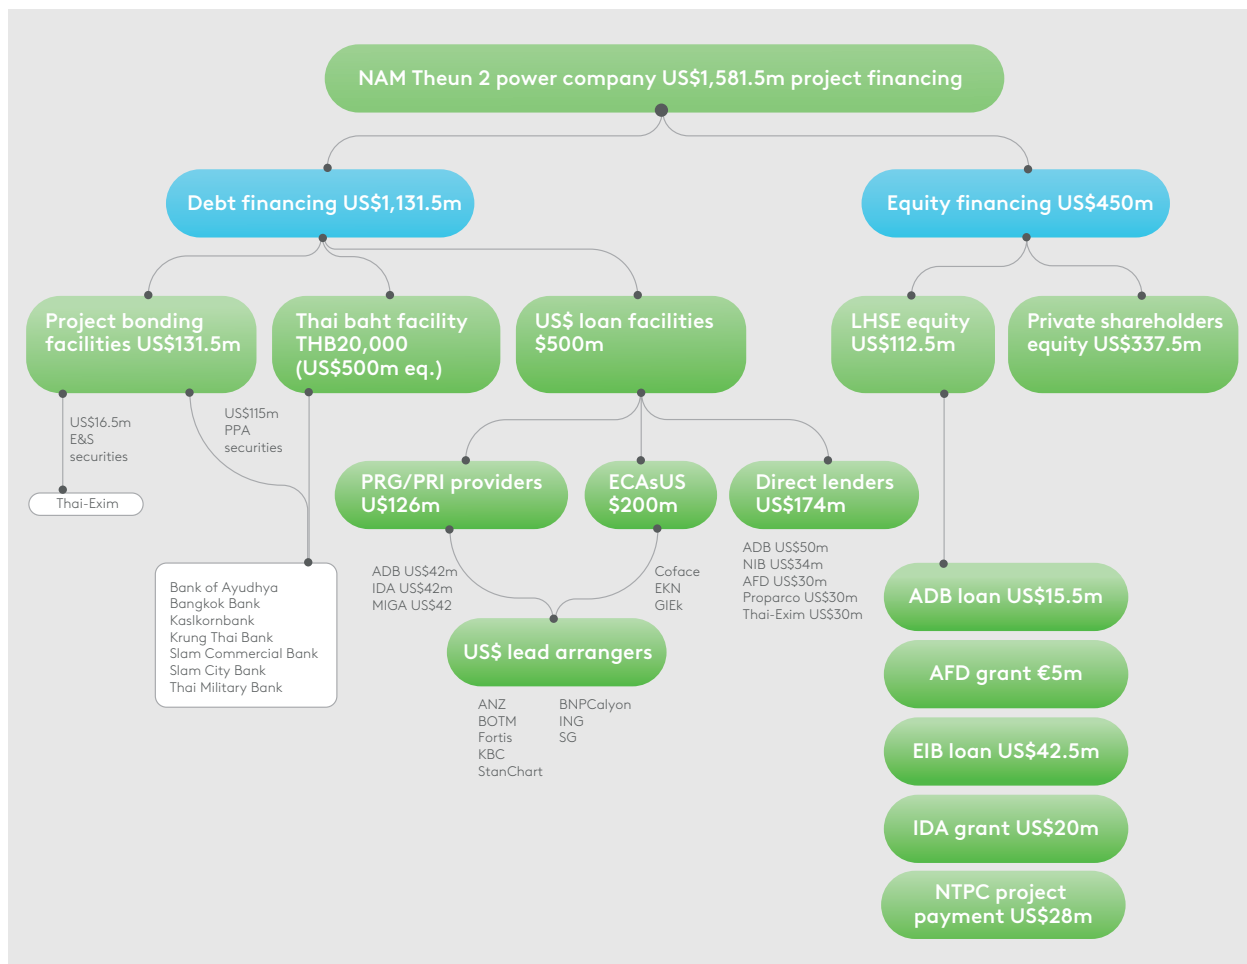 NAM Theun 2 power company US$1,581.5m project financing
Debt financing US$1,131.5m
Equity financing US$450m
Project bonding
facilities US$131.5m
Thai baht facility
THB20,000
(US$500m eq.)
US$ loan facilities
$500m
LHSE equity
US$112.5m
Private shareholders
equity US$337.5m
US$16.5m
E&S
securities
US$115m
PPA
securities
Thai-Exim
PRG/PRI providers
U$126m
ECAsUS
$200m
Direct lenders
US$174m
ADB US$42m
IDA US$42m
MIGA US$42
Coface
EKN
GIEk
ADB US$50m
NIB US$34m
AFD US$30m
Proparco US$30m
Thai-Exim US$30m
Bank of Ayudhya
Bangkok Bank
Kaslkornbank
Krung Thai Bank
Slam Commercial Bank
Slam City Bank
Thai Military Bank
US$ lead arrangers
ANZ
BOTM
Fortis
KBC
StanChart
BNPCalyon
ING
SG
ADB loan US$15.5m
AFD grant €5m
EIB loan US$42.5m
IDA grant US$20m
NTPC project
payment US$28m